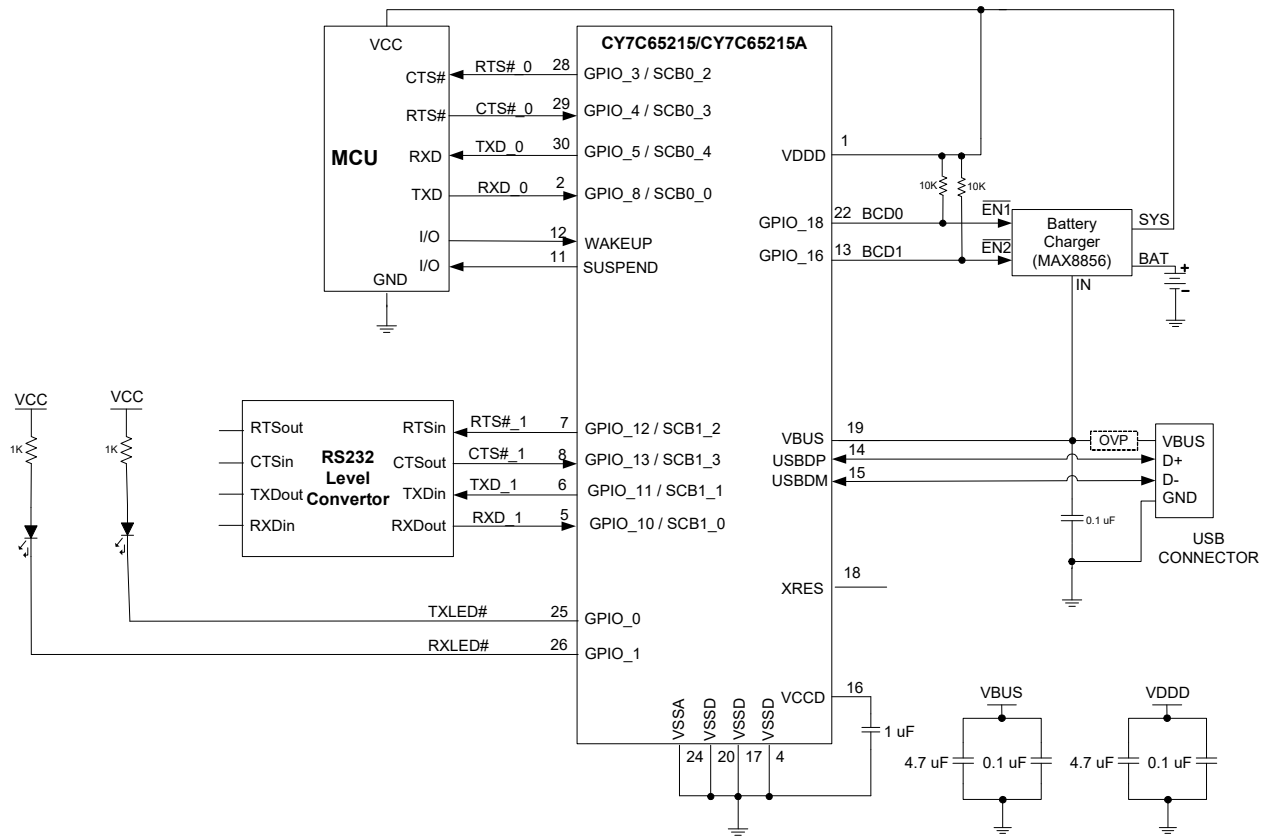 CY7C65215/CY7C65215A
VCC
CTS#
RTS#
MCU
RXD
TXD
I/O
I/O
GND
RTS#_0
28
GPIO_3 / SCB0_2
CTS#_0
29
GPIO_4 / SCB0_3
TXD_0
30
GPIO_5 / SCB0_4
RXD_0
2
GPIO_8 / SCB0_0
12
WAKEUP
11
SUSPEND
VDDD
1
10K
10K
GPIO_18
22
BCD0
EN1
GPIO_16
13
BCD1
EN2
Battery
Charger
(MAX8856)
SYS
BAT
+
-
IN
VCC
VCC
1K
1K
RTSout
CTSin
TXDout
RXDin
RS232
Level
Convertor
RTSin
CTSout
TXDin
RXDout
RTS#_1
7
GPIO_12 / SCB1_2
CTS#_1
8
GPIO_13 / SCB1_3
TXD_1
6
GPIO_11 / SCB1_1
RXD_1
5
GPIO_10 / SCB1_0
VBUS
19
USBDP
14
USBDM
15
OVP
VBUS
D+
D-
GND
0.1 uF
USB
CONNECTOR
XRES
18
TXLED#
25
GPIO_0
RXLED#
26
GPIO_1
VCCD
16
1 uF
VSSA
VSSD
VSSD
VSSD
24
20
17
4
VBUS
4.7 uF
0.1 uF
VDDD
4.7 uF
0.1 uF